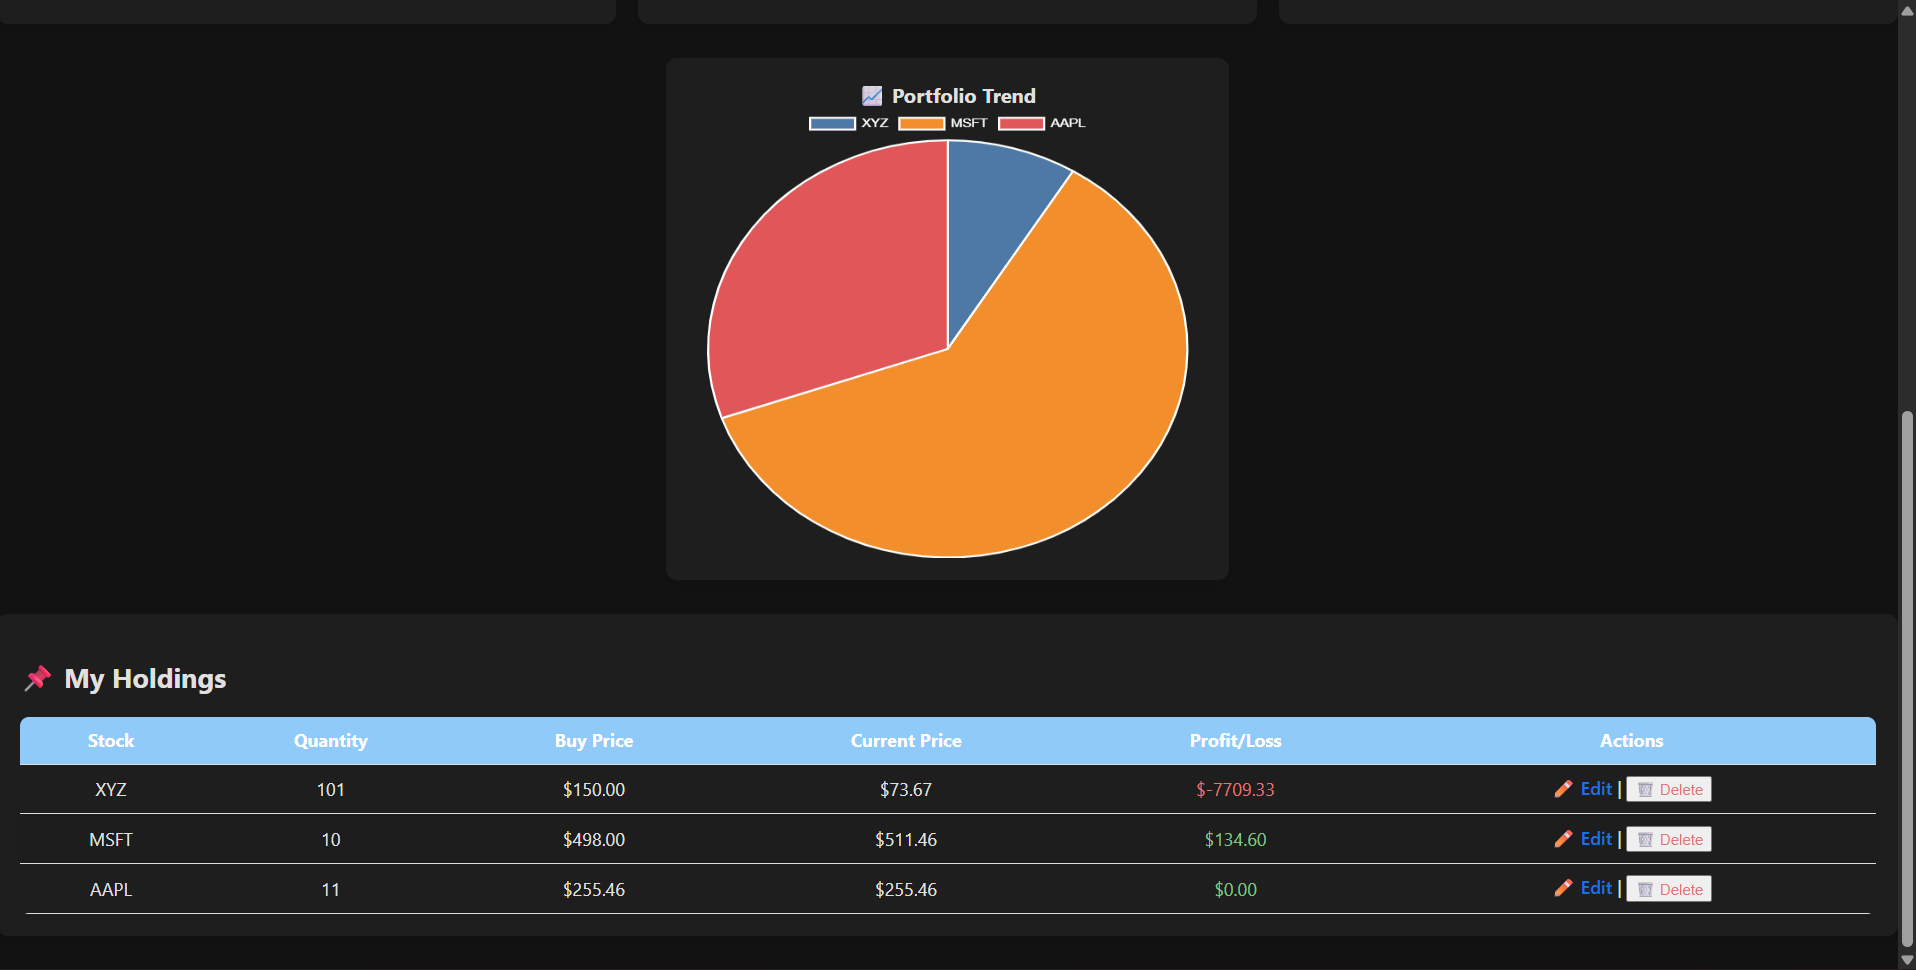 Portfolio Trend
XYZ MSFT AAPL
My Holdings
Stock Quantity Buy Price Current Price Profit/Loss Actions
XYZ 101 $150.00 $73.67 $-7709.33 Edit | Delete
MSFT 10 $498.00 $511.46 $134.60 Edit | Delete
AAPL 11 $255.46 $255.46 $0.00 Edit | Delete